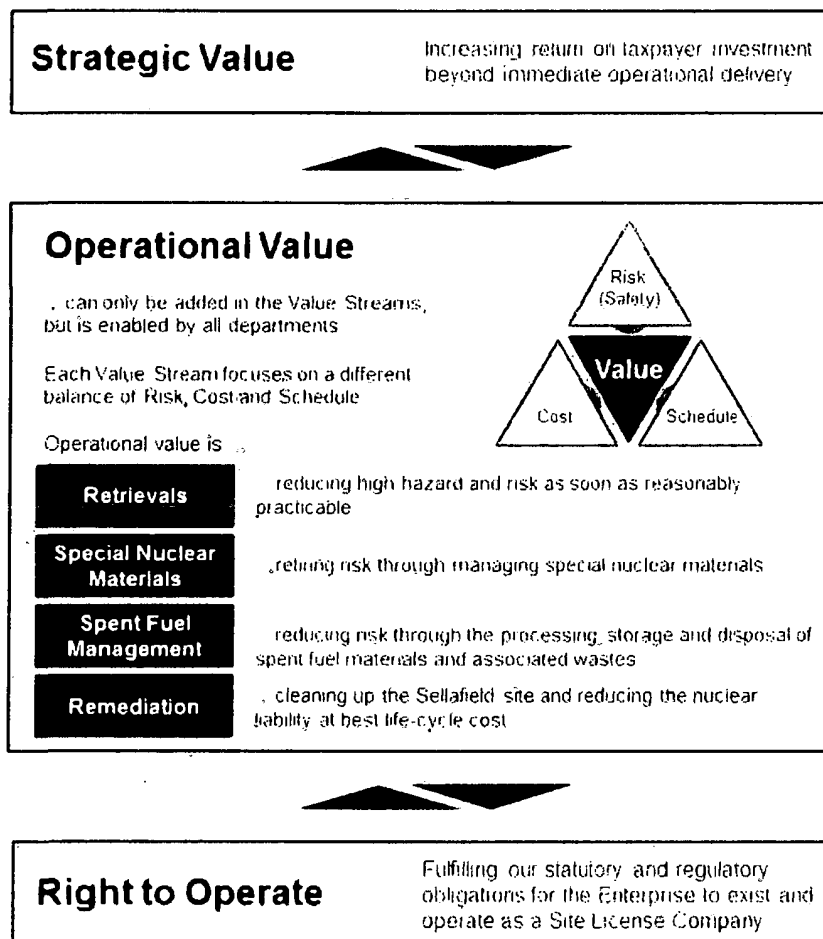 Strategic Value
Increasing return on taxpayer investment
beyond immediate operational delivery
Operational Value
... can only be added in the Value Streams,
but is enabled by all departments
Each Value Stream focuses on a different
balance of Risk, Cost and Schedule
Operational value is ...
Risk
(Safety)
Value
Cost
Schedule
Retrievals
... reducing high hazard and risk as soon as reasonably
practicable
Special Nuclear
Materials
... retiring risk through managing special nuclear materials
Spent Fuel
Management
... reducing risk through the processing, storage and disposal of
spent fuel materials and associated wastes
Remediation
... cleaning up the Sellafield site and reducing the nuclear
liability at best life-cycle cost
Right to Operate
Fulfilling our statutory and regulatory
obligations for the Enterprise to exist and
operate as a Site License Company